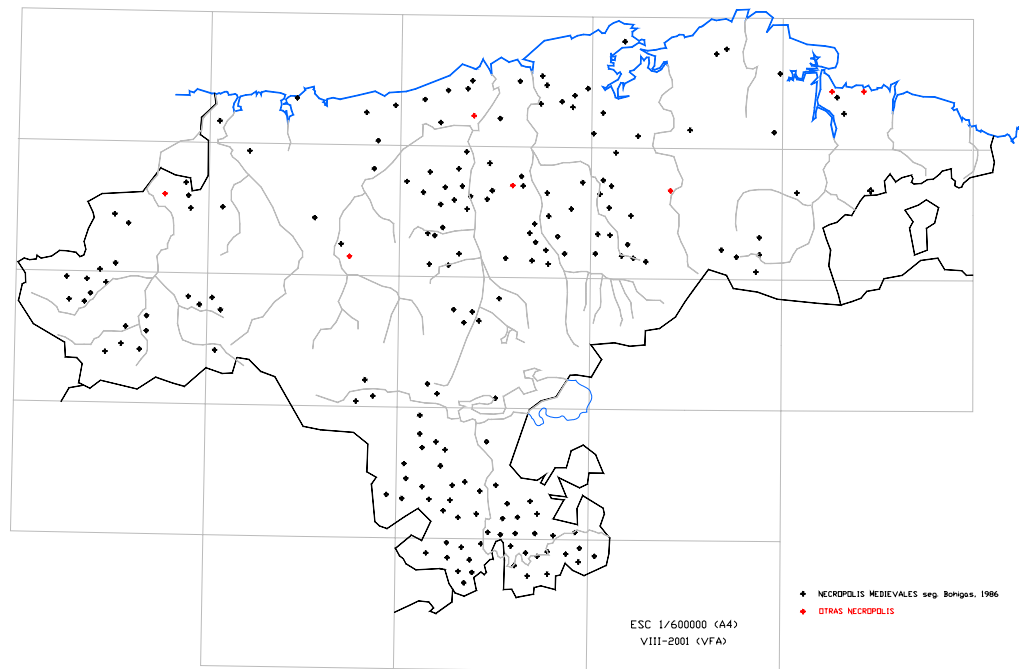 NECROPOLIS MEDIEVALES seg. Bohigas, 1986
OTRAS NECROPOLIS
ESC 1/600000 (A4)
VIII-2001 (VFA)